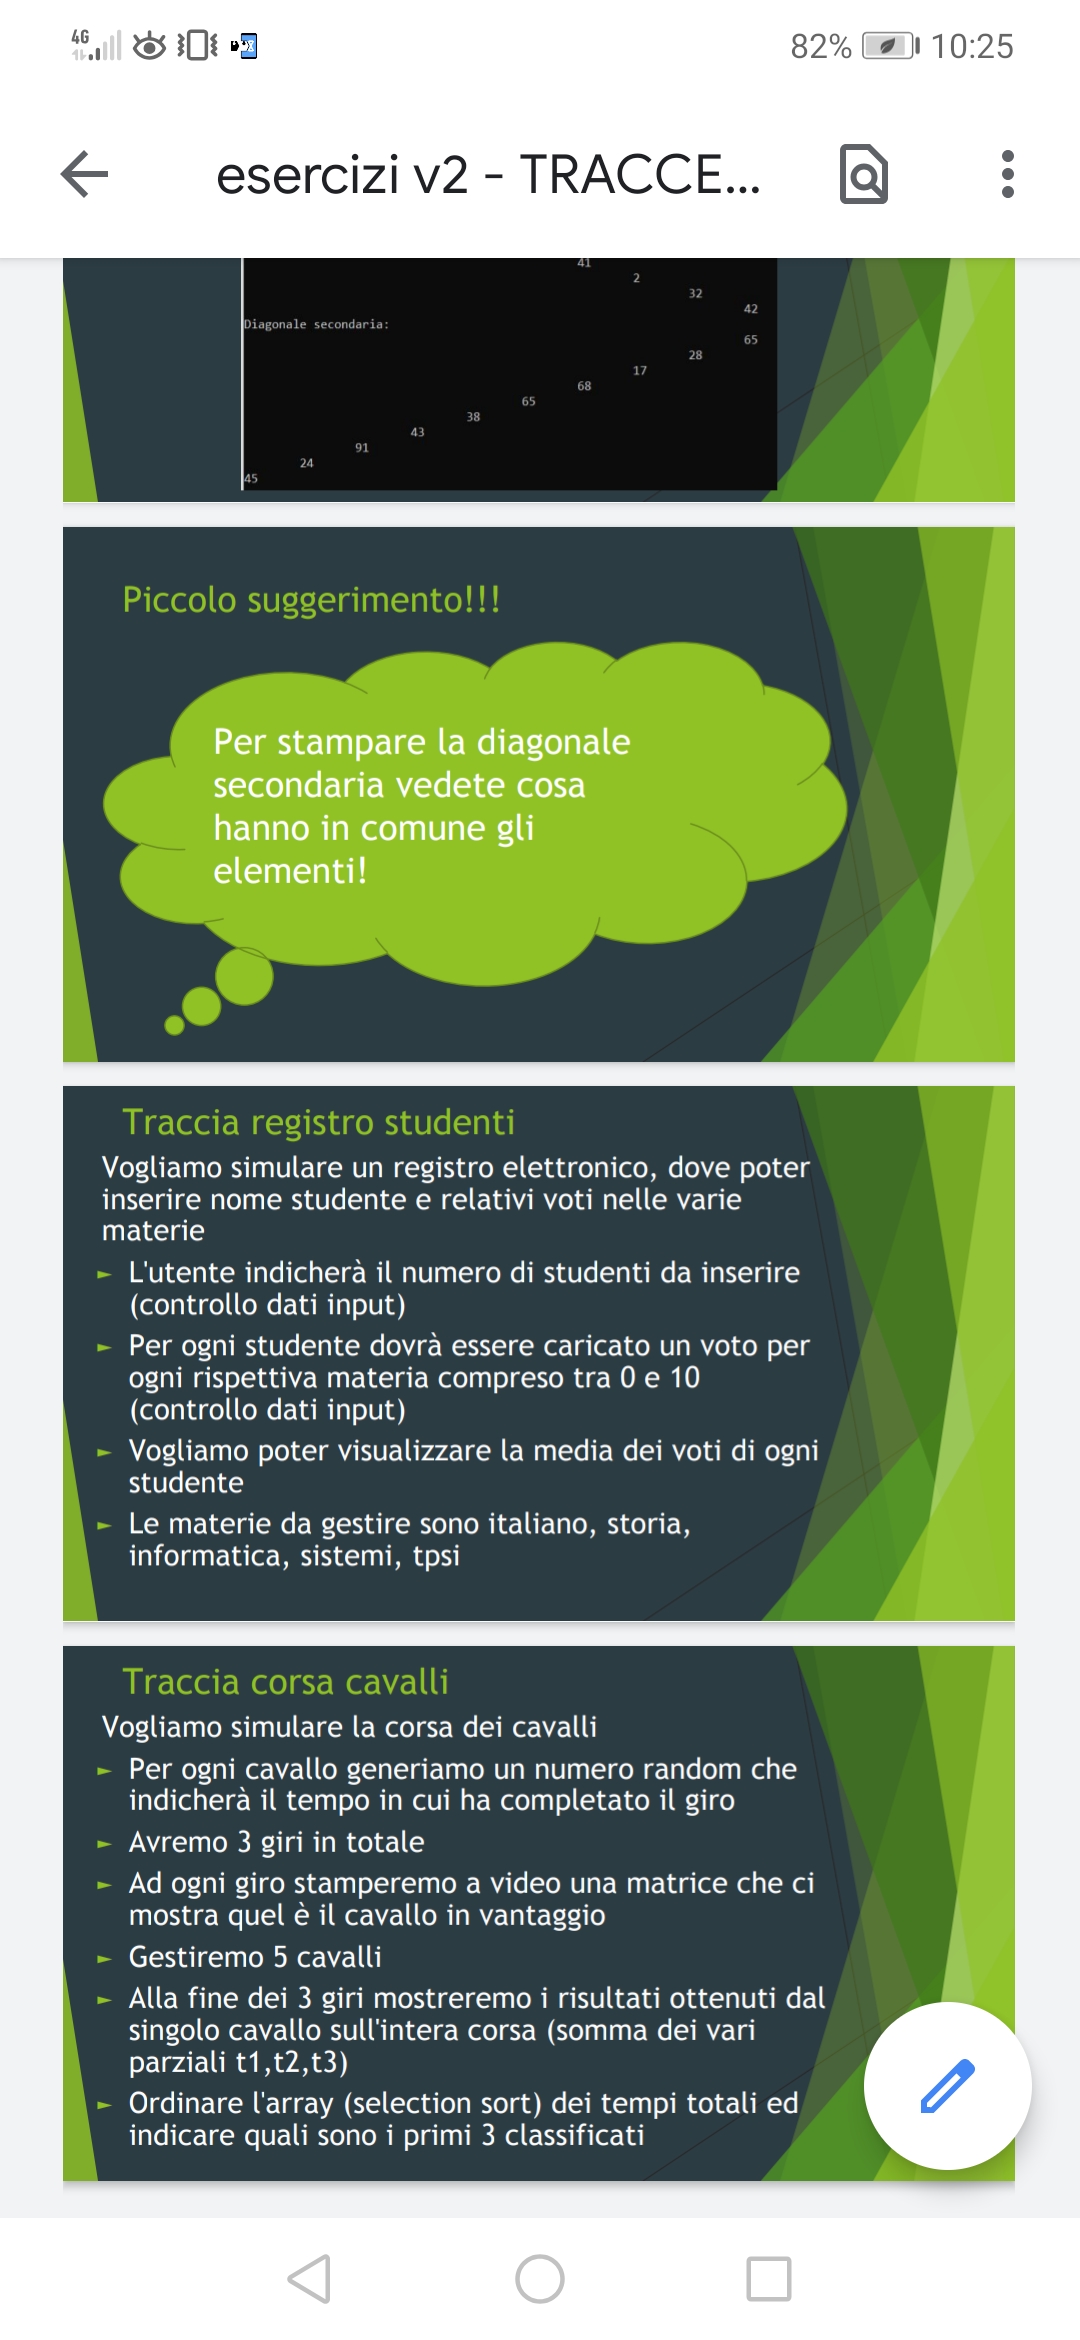 4G
82%
10:25
esercizi v2 - TRACCE...
41
2
32
42
Diagonale secondaria:
65
28
17
68
65
38
43
91
24
45
Piccolo suggerimento!!!
Per stampare la diagonale
secondaria vedete cosa
hanno in comune gli
elementi!
Traccia registro studenti
Vogliamo simulare un registro elettronico, dove poter
inserire nome studente e relativi voti nelle varie
materie
► L'utente indicherà il numero di studenti da inserire
(controllo dati input)
► Per ogni studente dovrà essere caricato un voto per
ogni rispettiva materia compreso tra 0 e 10
(controllo dati input)
► Vogliamo poter visualizzare la media dei voti di ogni
studente
► Le materie da gestire sono italiano, storia,
informatica, sistemi, tpsi
Traccia corsa cavalli
Vogliamo simulare la corsa dei cavalli
► Per ogni cavallo generiamo un numero random che
indicherà il tempo in cui ha completato il giro
► Avremo 3 giri in totale
► Ad ogni giro stamperemo a video una matrice che ci
mostra quel è il cavallo in vantaggio
► Gestiremo 5 cavalli
► Alla fine dei 3 giri mostreremo i risultati ottenuti dal
singolo cavallo sull'intera corsa (somma dei vari
parziali t1,t2,t3)
► Ordinare l'array (selection sort) dei tempi totali ed
indicare quali sono i primi 3 classificati